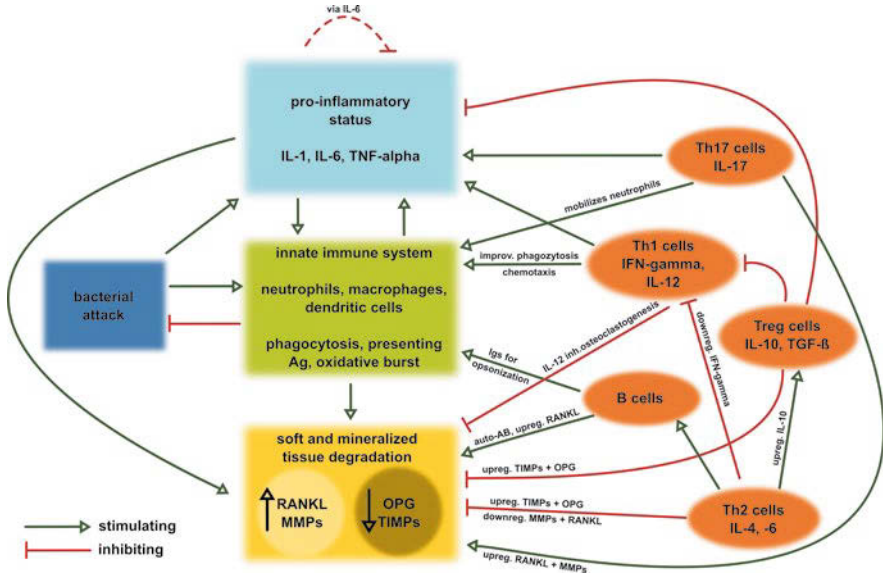 via IL-6
pro-inflammatory
status
IL-1, IL-6, TNF-alpha
Th17 cells
IL-17
mobilizes neutrophils
innate immune system
neutrophils, macrophages,
dendritic cells
phagocytosis, presenting
Ag, oxidative burst
improv. phagozytosis
chemotaxis
Th1 cells
IFN-gamma,
IL-12
bacterial
attack
Treg cells
IL-10, TGF-ß
downreg. IFN-gamma
IL-12 inh.osteoclastogenesis
Igs for
opsonization
B cells
auto-AB, upreg. RANKL
upreg. IL-10
soft and mineralized
tissue degradation
RANKL
MMPs
OPG
TIMPs
upreg. TIMPs + OPG
upreg. TIMPs + OPG
downreg. MMPs + RANKL
Th2 cells
IL-4, -6
upreg. RANKL + MMPs
stimulating
inhibiting